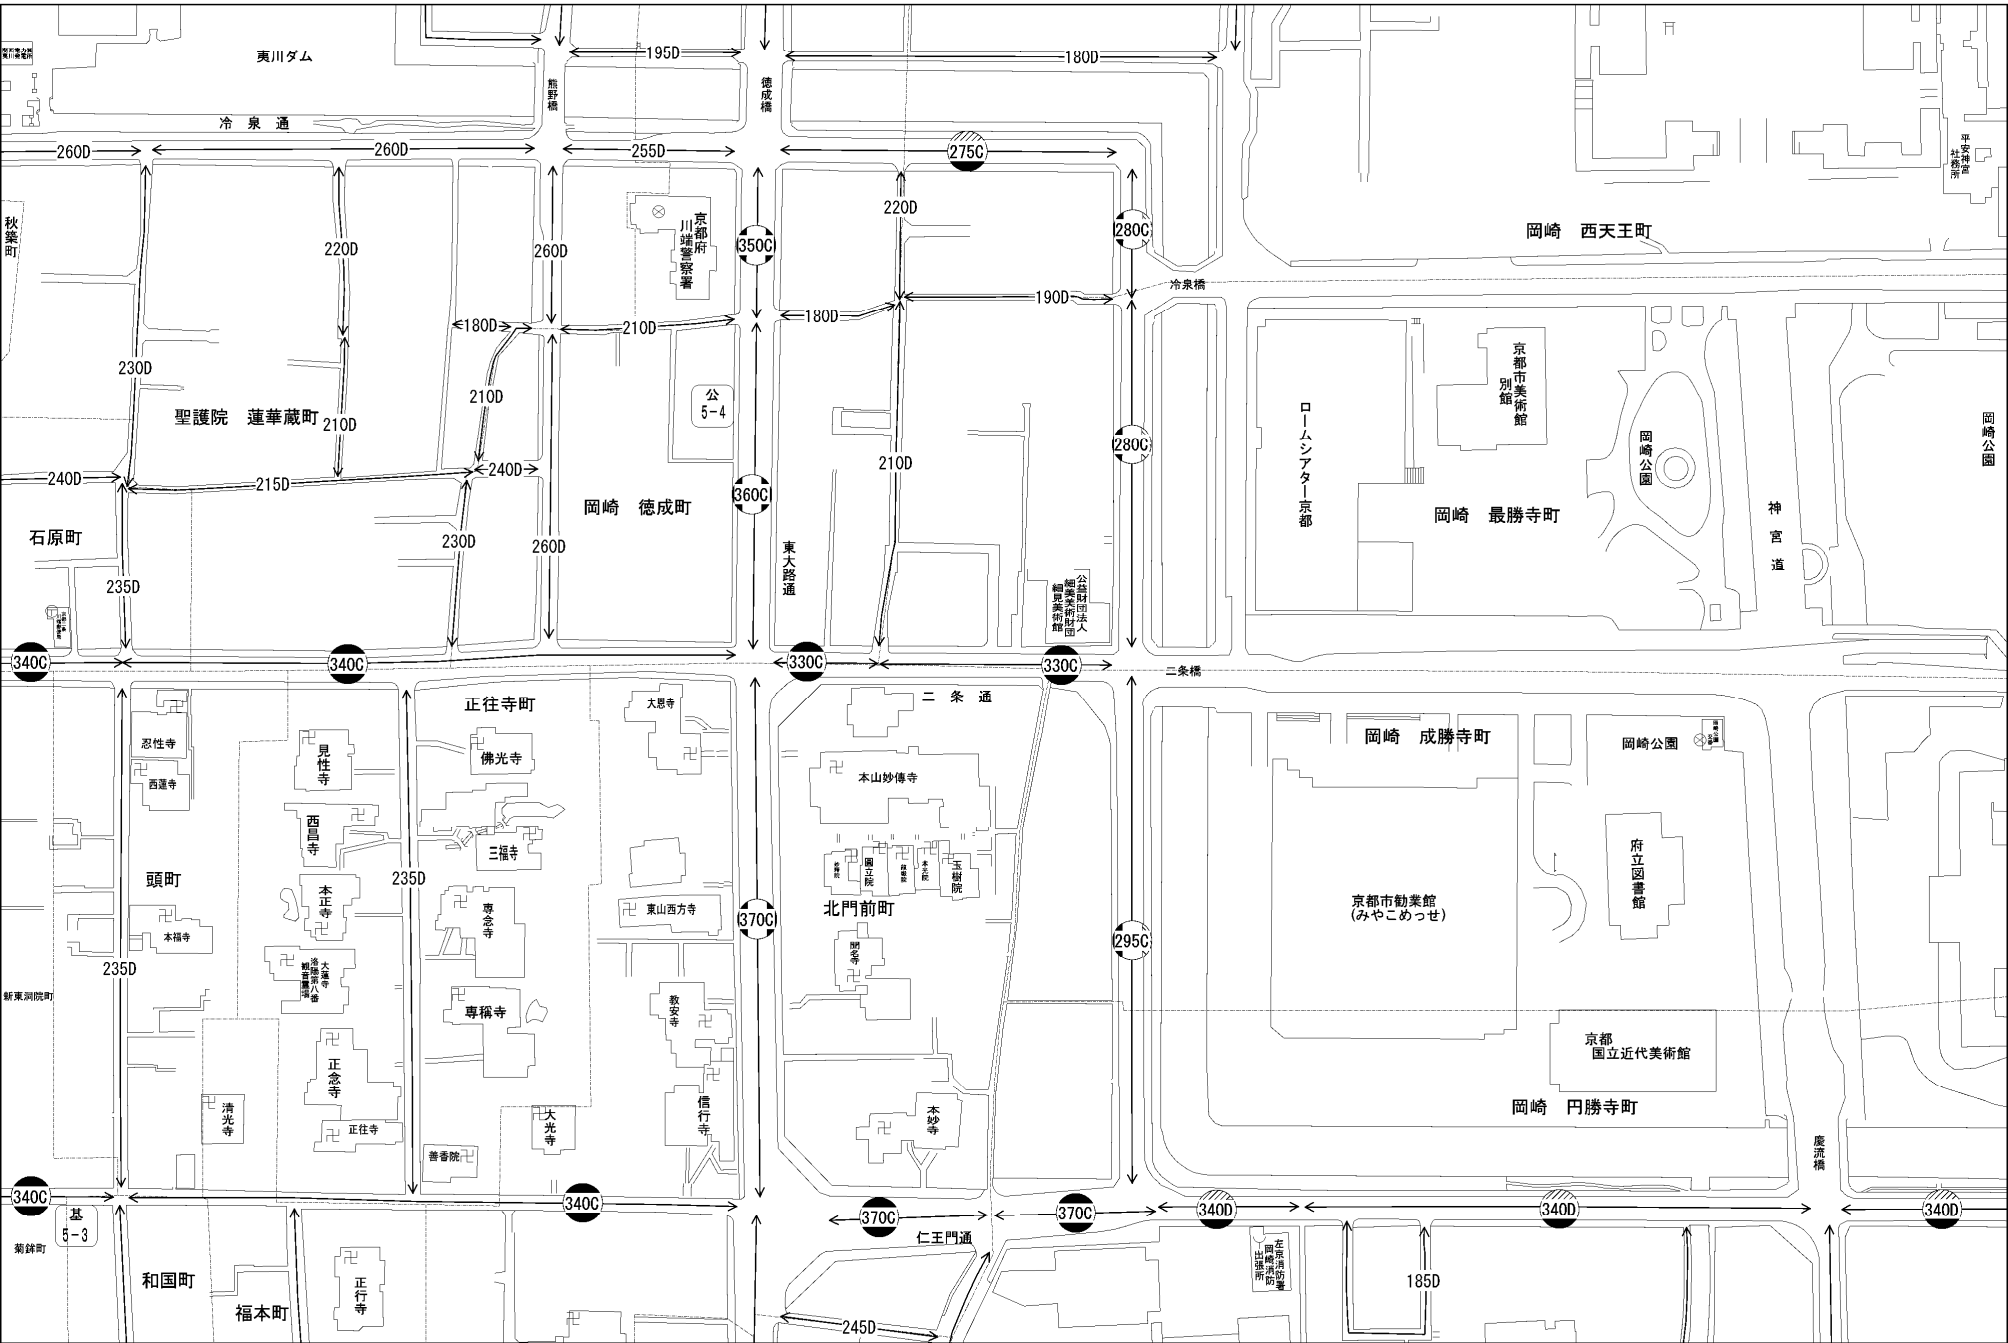 夷川ダム
195D
180D
熊野橋
徳成橋
冷泉通
260D
260D
255D
275C
平安神宮
社務所
秋築町
220D
260D
京都府
川端警察署
350C
220D
280C
岡崎 西天王町
冷泉橋
190D
180D
210D
180D
230D
210D
聖護院 蓮華蔵町
210D
公
5-4
210D
280C
ロームシアター京都
京都市美術館
別館
岡崎公園
岡崎公園
240D
215D
240D
360C
岡崎 徳成町
岡崎 最勝寺町
神宮道
石原町
230D
260D
東大路通
235D
公益財団法人
細美美術財団
細見美術館
340C
340C
330C
330C
二条橋
正往寺町
大恩寺
二条通
忍性寺
見性寺
佛光寺
西蓮寺
本山妙傳寺
岡崎 成勝寺町
岡崎公園
西昌寺
三福寺
圓立院
本光院
玉樹院
府立図書館
頭町
235D
本正寺
専念寺
東山西方寺
370C
北門前町
京都市勧業館
(みやこめっせ)
本福寺
聞名寺
295C
235D
大蓮寺
洛陽第八番
観音霊場
新東洞院町
専稱寺
教安寺
正念寺
京都
国立近代美術館
清光寺
正往寺
大光寺
信行寺
本妙寺
岡崎 円勝寺町
善香院
慶流橋
340C
340C
370C
370C
340D
340D
340D
基
5-3
菊鉾町
仁王門通
和国町
正行寺
左京消防署
岡崎消防
出張所
185D
福本町
245D